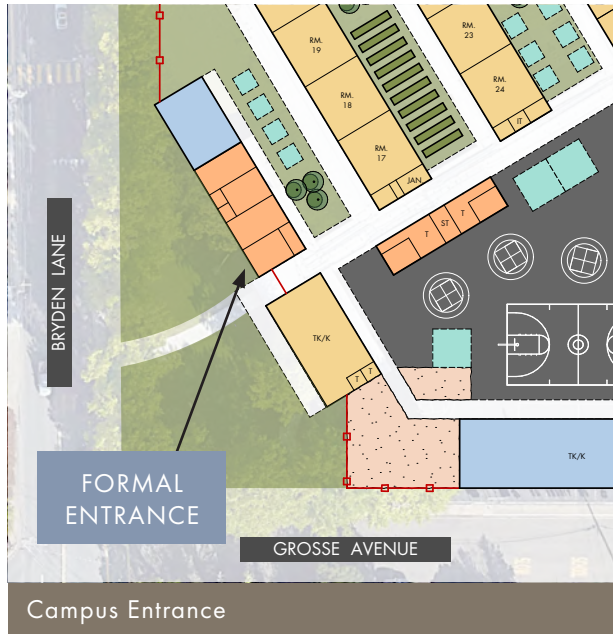 RM.
19
RM.
23
RM.
24
RM.
18
IT
RM.
17
JAN
T
ST
T
BRYDEN LANE
TK/K
T
T
TK/K
FORMAL
ENTRANCE
GROSSE AVENUE
Campus Entrance